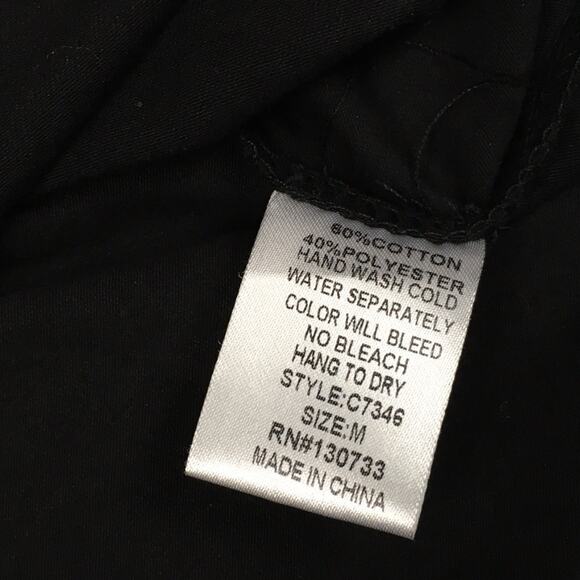 60%COTTON
40%POLYESTER
HAND WASH COLD
WATER SEPARATELY
COLOR WILL BLEED
NO BLEACH
HANG TO DRY
STYLE:C7346
SIZE:M
RN#130733
MADE IN CHINA